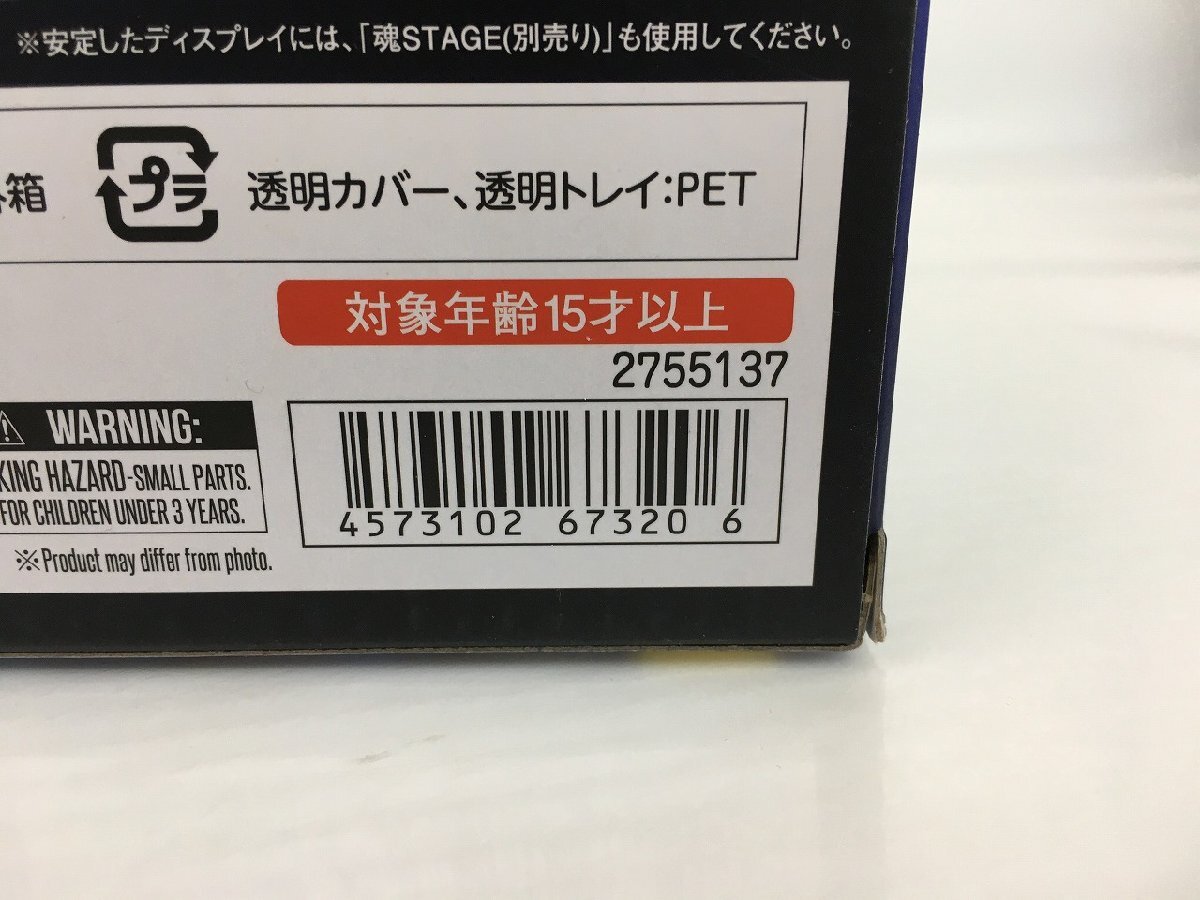 ※安定したディスプレイには、「魂STAGE(別売り)」も使用してください。
外箱 プラ 透明カバー、透明トレイ:PET
対象年齢15才以上
2755137
WARNING:
KING HAZARD-SMALL PARTS.
FOR CHILDREN UNDER 3 YEARS.
※Product may differ from photo.
4573102 67320 6